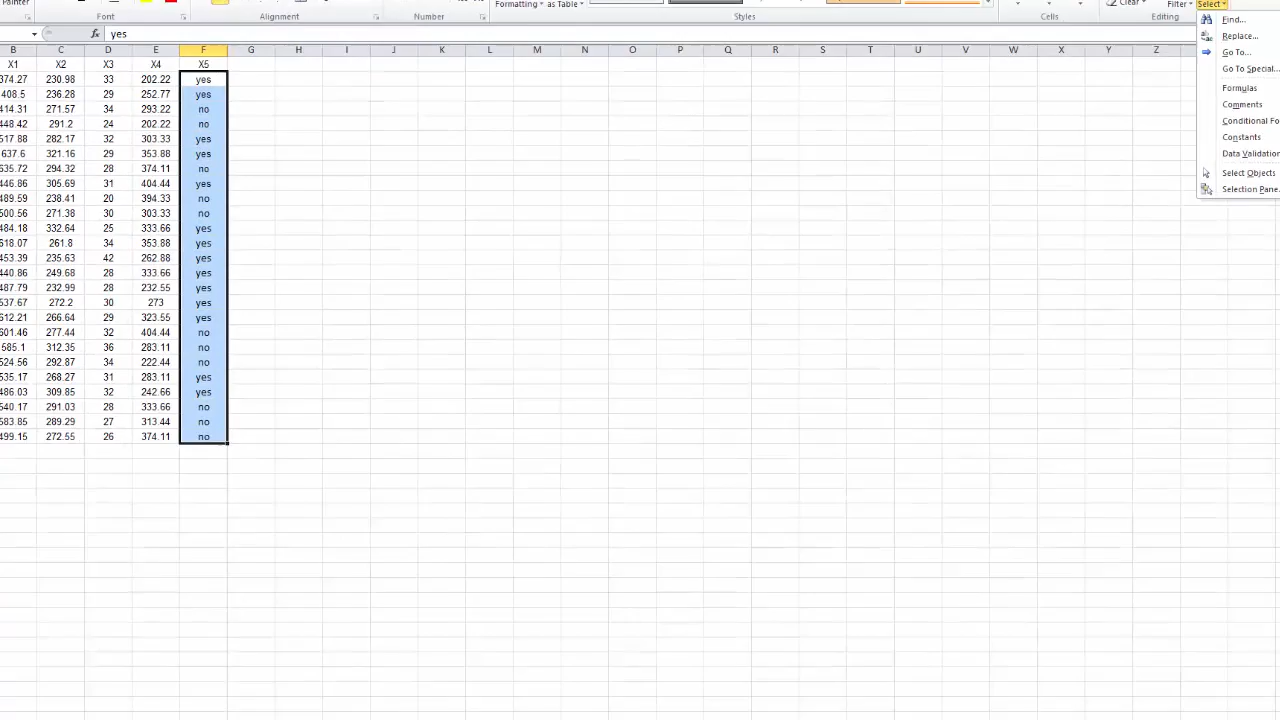 Painter Formatting as Table Clear Filter Select
Font Alignment Number Styles Cells Editing
fx yes
B C D E F G H I J K L M N O P Q R S T U V W X Y Z
X1 X2 X3 X4 X5
374.27 230.98 33 202.22 yes
408.5 236.28 29 252.77 yes
414.31 271.57 34 293.22 no
448.42 291.2 24 202.22 no
517.88 282.17 32 303.33 yes
637.6 321.16 29 353.88 yes
635.72 294.32 28 374.11 no
446.86 305.69 31 404.44 yes
489.59 238.41 20 394.33 no
500.56 271.38 30 303.33 no
484.18 332.64 25 333.66 yes
618.07 261.8 34 353.88 yes
453.39 235.63 42 262.88 yes
440.86 249.68 28 333.66 yes
487.79 232.99 28 232.55 yes
537.67 272.2 30 273 yes
612.21 266.64 29 323.55 yes
601.46 277.44 32 404.44 no
585.1 312.35 36 283.11 no
524.56 292.87 34 222.44 no
535.17 268.27 31 283.11 yes
486.03 309.85 32 242.66 yes
540.17 291.03 28 333.66 no
583.85 289.29 27 313.44 no
499.15 272.55 26 374.11 no
Find...
Replace...
Go To...
Go To Special...
Formulas
Comments
Conditional Fo
Constants
Data Validation
Select Objects
Selection Pane.